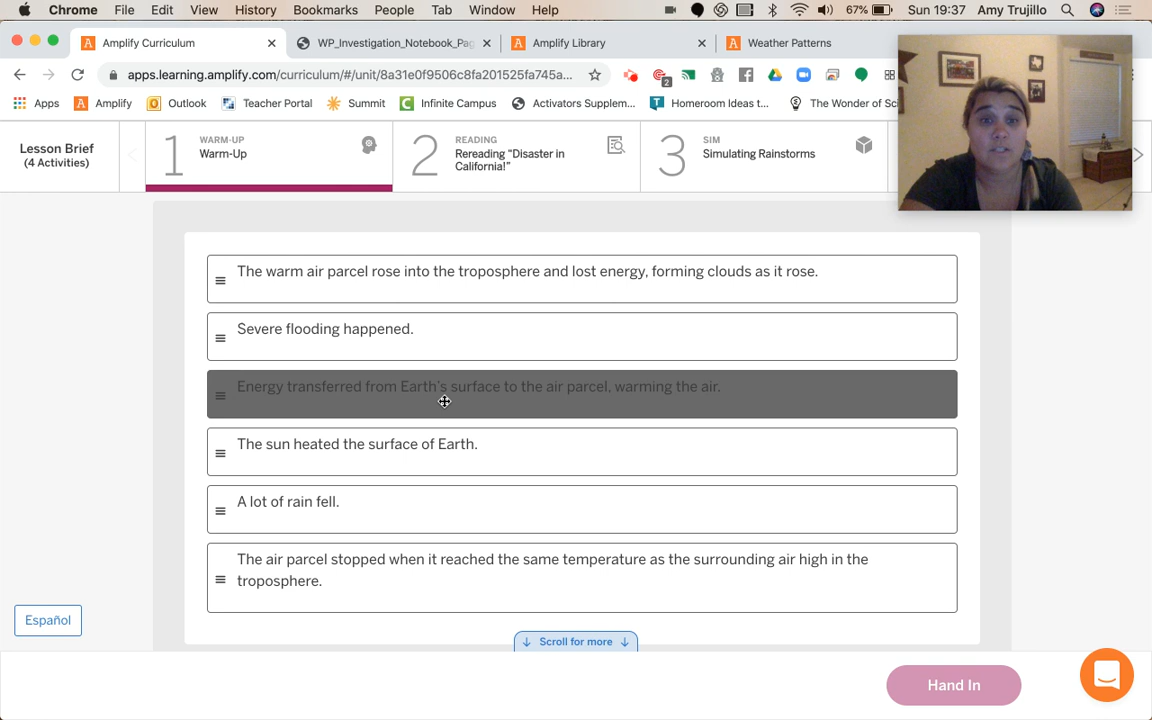 Chrome File Edit View History Bookmarks People Tab Window Help 67% Sun 19:37 Amy Trujillo
Amplify Curriculum WP_Investigation_Notebook_Pag Amplify Library Weather Patterns
apps.learning.amplify.com/curriculum/#/unit/8a31e0f9506c8fa201525fa745a... 2
Apps Amplify Outlook Teacher Portal Summit Infinite Campus Activators Supplem... Homeroom Ideas t... The Wonder of Sci
Lesson Brief
(4 Activities)
1 WARM-UP
Warm-Up
2 READING
Rereading "Disaster in
California!"
3 SIM
Simulating Rainstorms
The warm air parcel rose into the troposphere and lost energy, forming clouds as it rose.
Severe flooding happened.
Energy transferred from Earth's surface to the air parcel, warming the air.
The sun heated the surface of Earth.
A lot of rain fell.
The air parcel stopped when it reached the same temperature as the surrounding air high in the
troposphere.
Español
Scroll for more
Hand In